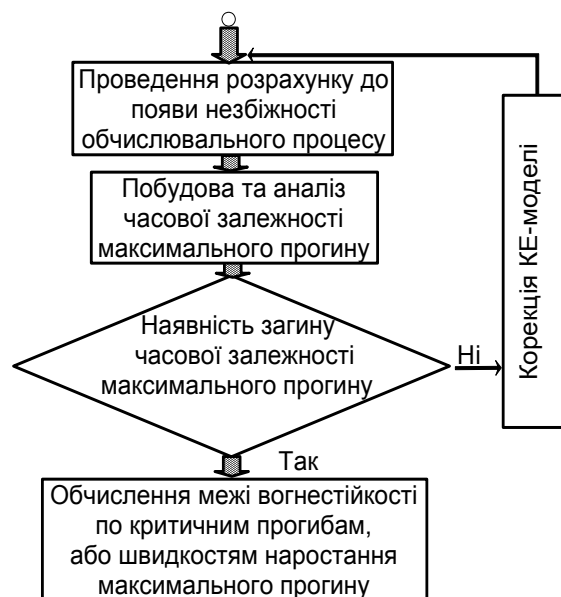 Проведення розрахунку до
появи незбіжності
обчислювального процесу
Побудова та аналіз
часової залежності
максимального прогину
Наявність загину
часової залежності
максимального прогину
Ні
Корекція КЕ-моделі
Так
Обчислення межі вогнестійкості
по критичним прогибам,
або швидкостям наростання
максимального прогину